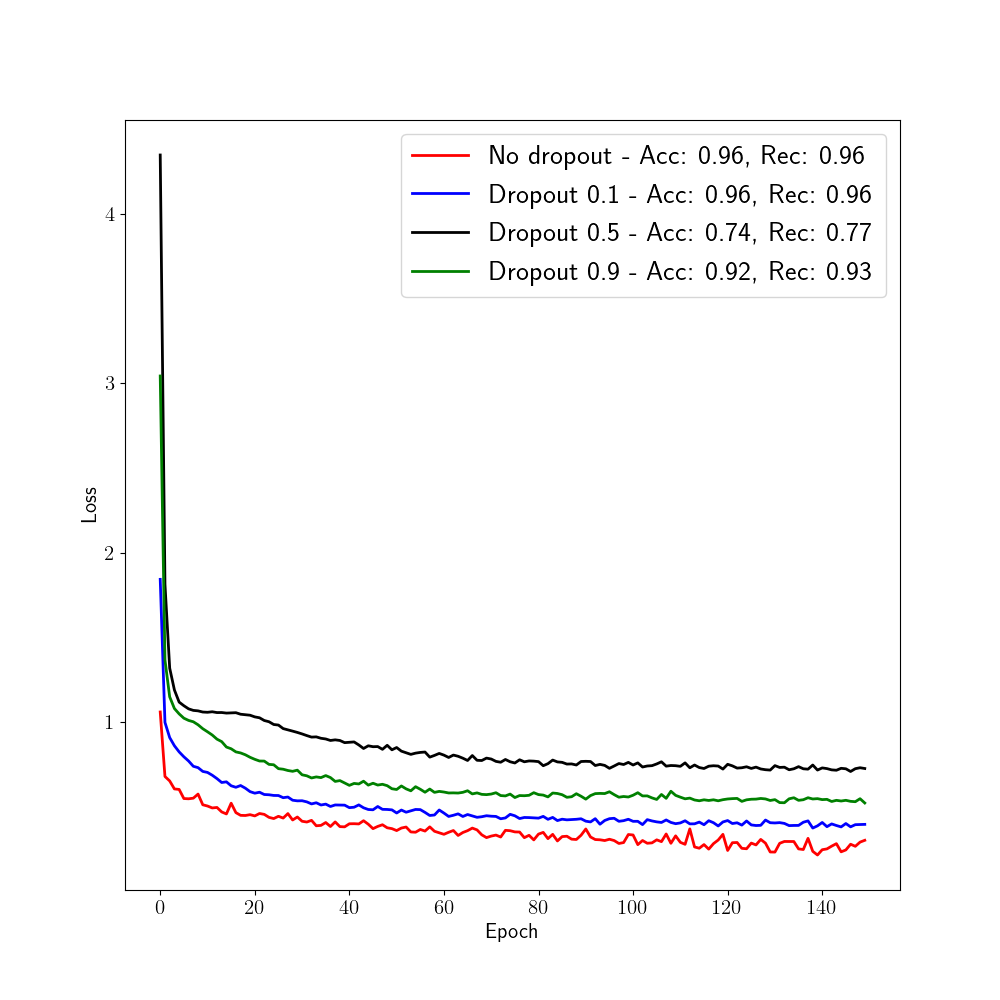 No dropout - Acc: 0.96, Rec: 0.96
Dropout 0.1 - Acc: 0.96, Rec: 0.96
Dropout 0.5 - Acc: 0.74, Rec: 0.77
Dropout 0.9 - Acc: 0.92, Rec: 0.93
4
3
2
1
Loss
0 20 40 60 80 100 120 140
Epoch